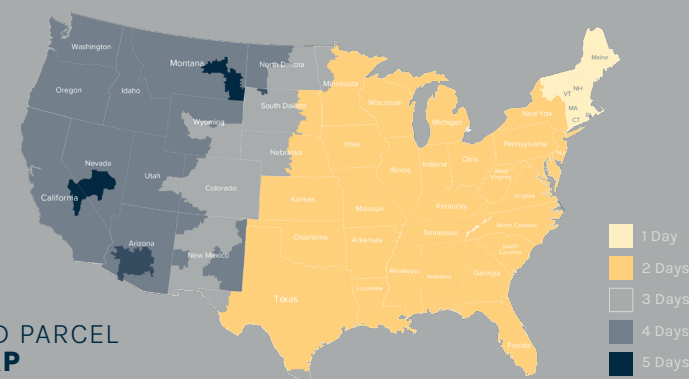 Washington
Montana
North Dakota
Minnesota
Maine
Oregon
Idaho
South Dakota
Wisconsin
Michigan
VT
NH
MA
CT
RI
New York
Wyoming
Nebraska
Iowa
Pennsylvania
Nevada
Utah
Colorado
Illinois
Indiana
Ohio
West
Virginia
Virginia
California
Kansas
Missouri
Kentucky
Arizona
New Mexico
Oklahoma
Arkansas
Tennessee
North Carolina
South
Carolina
Mississippi
Alabama
Georgia
Texas
Louisiana
Florida
PARCEL
1 Day
2 Days
3 Days
4 Days
5 Days